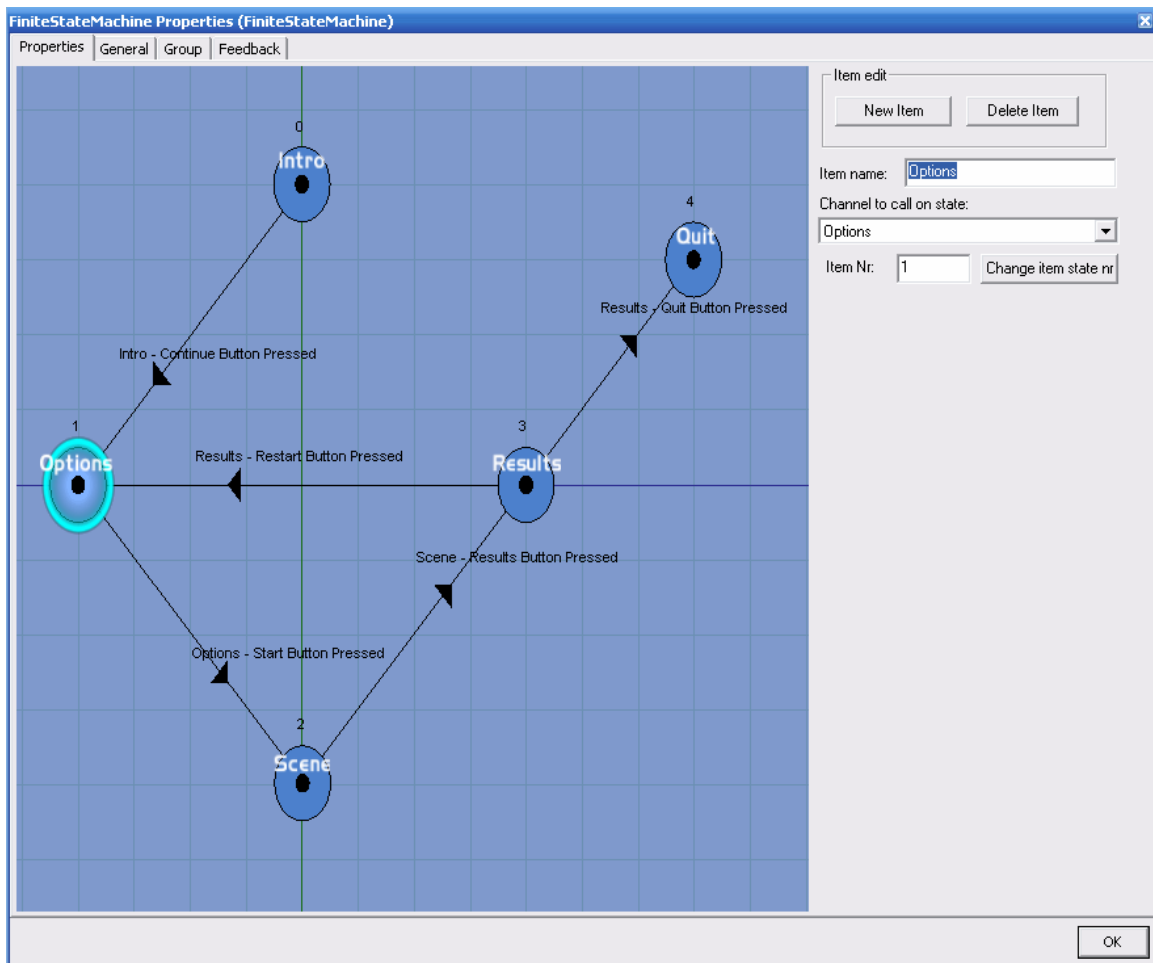 FiniteStateMachine Properties (FiniteStateMachine)
Properties General Group Feedback
Item edit
New Item Delete Item
Item name: Options
Channel to call on state:
Options
Item Nr: 1 Change item state nr
0
Intro
4
Quit
Results - Quit Button Pressed
Intro - Continue Button Pressed
1
Options
Results - Restart Button Pressed
3
Results
Scene - Results Button Pressed
Options - Start Button Pressed
2
Scene
OK